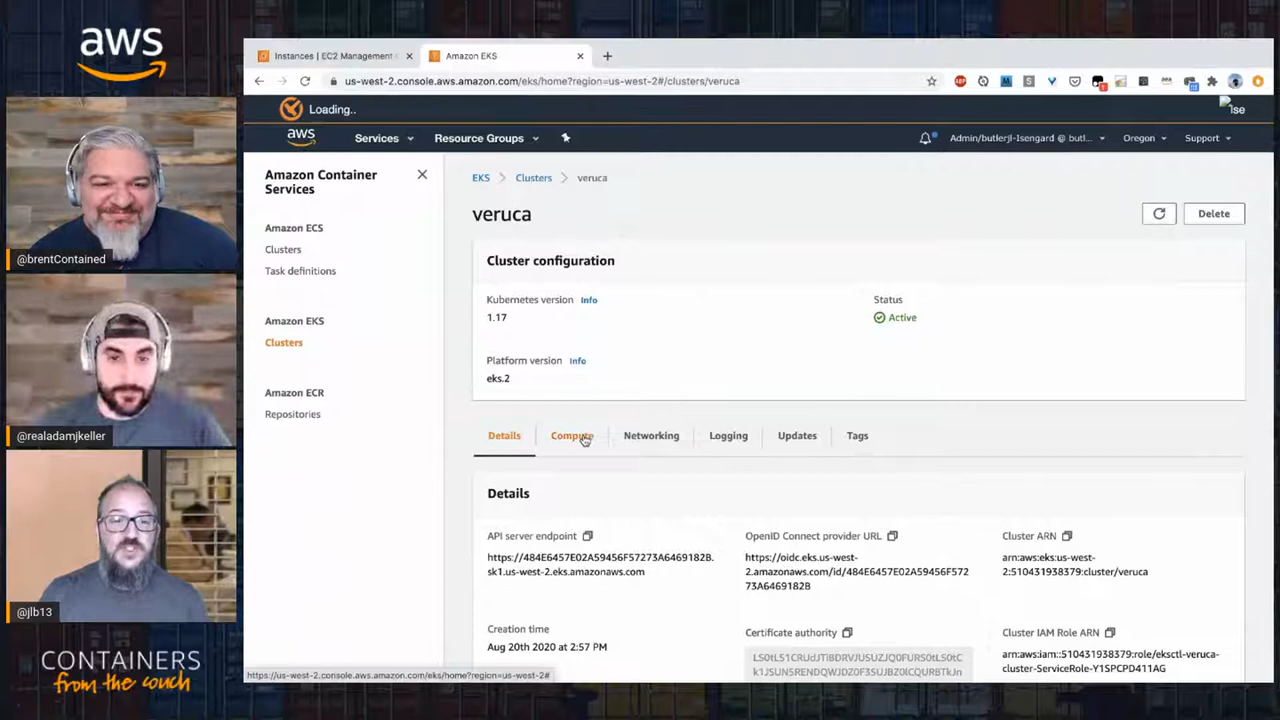 aws
@brentContained
@realadamjkeller
@jlb13
CONTAINERS
from the couch
Instances | EC2 Management
Amazon EKS
us-west-2.console.aws.amazon.com/eks/home?region=us-west-2#/clusters/veruca
Loading..
Ise
aws
Services
Resource Groups
Admin/butlerjl-Isengard @ butl...
Oregon
Support
Amazon Container
Services
Amazon ECS
Clusters
Task definitions
Amazon EKS
Clusters
Amazon ECR
Repositories
EKS
Clusters
veruca
veruca
Delete
Cluster configuration
Kubernetes version Info
1.17
Status
Active
Platform version Info
eks.2
Details
Compute
Networking
Logging
Updates
Tags
Details
API server endpoint
https://484E6457E02A59456F57273A6469182B.
sk1.us-west-2.eks.amazonaws.com
OpenID Connect provider URL
https://oidc.eks.us-west-
2.amazonaws.com/id/484E6457E02A59456F572
73A6469182B
Cluster ARN
arn:aws:eks:us-west-
2:510431938379:cluster/veruca
Creation time
Aug 20th 2020 at 2:57 PM
Certificate authority
Cluster IAM Role ARN
arn:aws:iam::510431938379:role/eksctl-veruca-
cluster-ServiceRole-Y1SPCPD411AG
https://us-west-2.console.aws.amazon.com/eks/home?region=us-west-2#